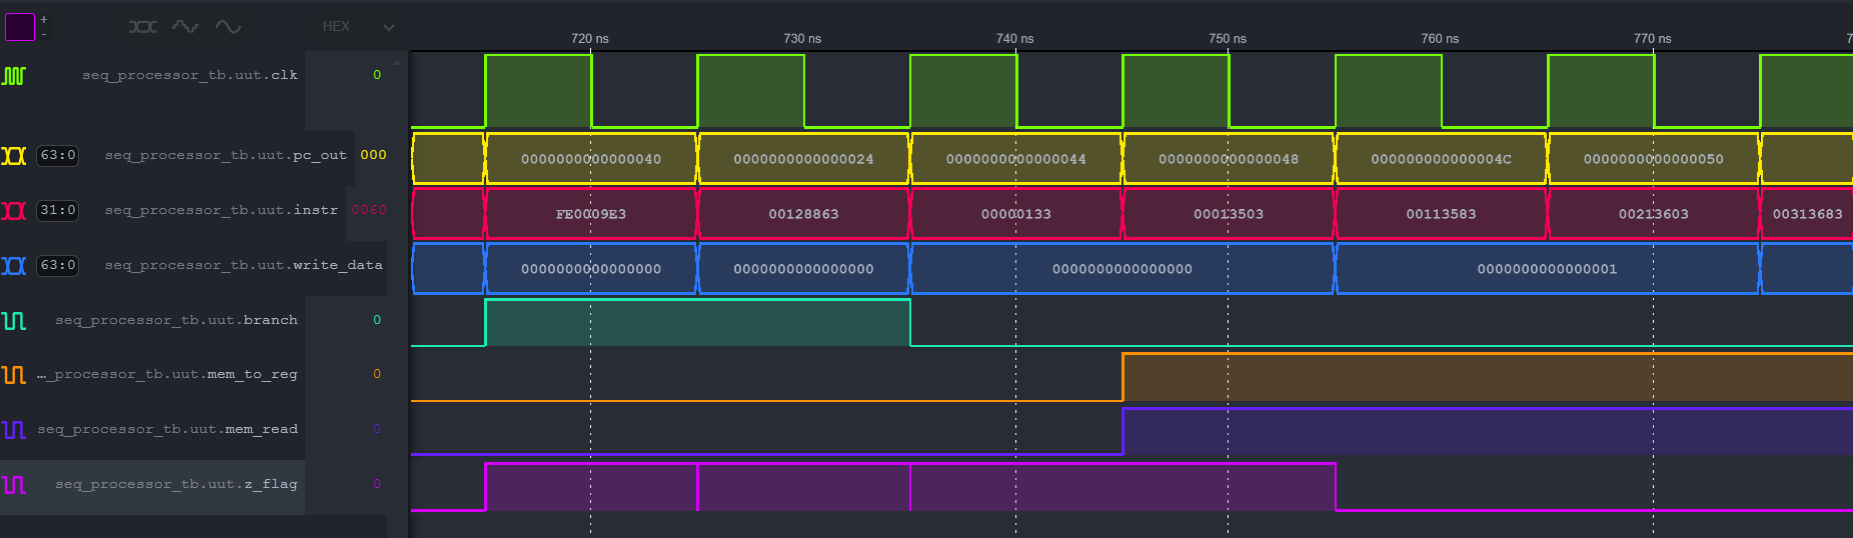 +
-
HEX
720 ns 730 ns 740 ns 750 ns 760 ns 770 ns 7
seq_processor_tb.uut.clk 0
63:0 seq_processor_tb.uut.pc_out 000 0000000000000040 0000000000000024 0000000000000044 0000000000000048 000000000000004C 0000000000000050
31:0 seq_processor_tb.uut.instr 0060 FE0009E3 00128863 00000133 00013503 00113583 00213603 00313683
63:0 seq_processor_tb.uut.write_data 0000000000000000 0000000000000000 0000000000000000 0000000000000001
seq_processor_tb.uut.branch 0
…_processor_tb.uut.mem_to_reg 0
seq_processor_tb.uut.mem_read 0
seq_processor_tb.uut.z_flag 0